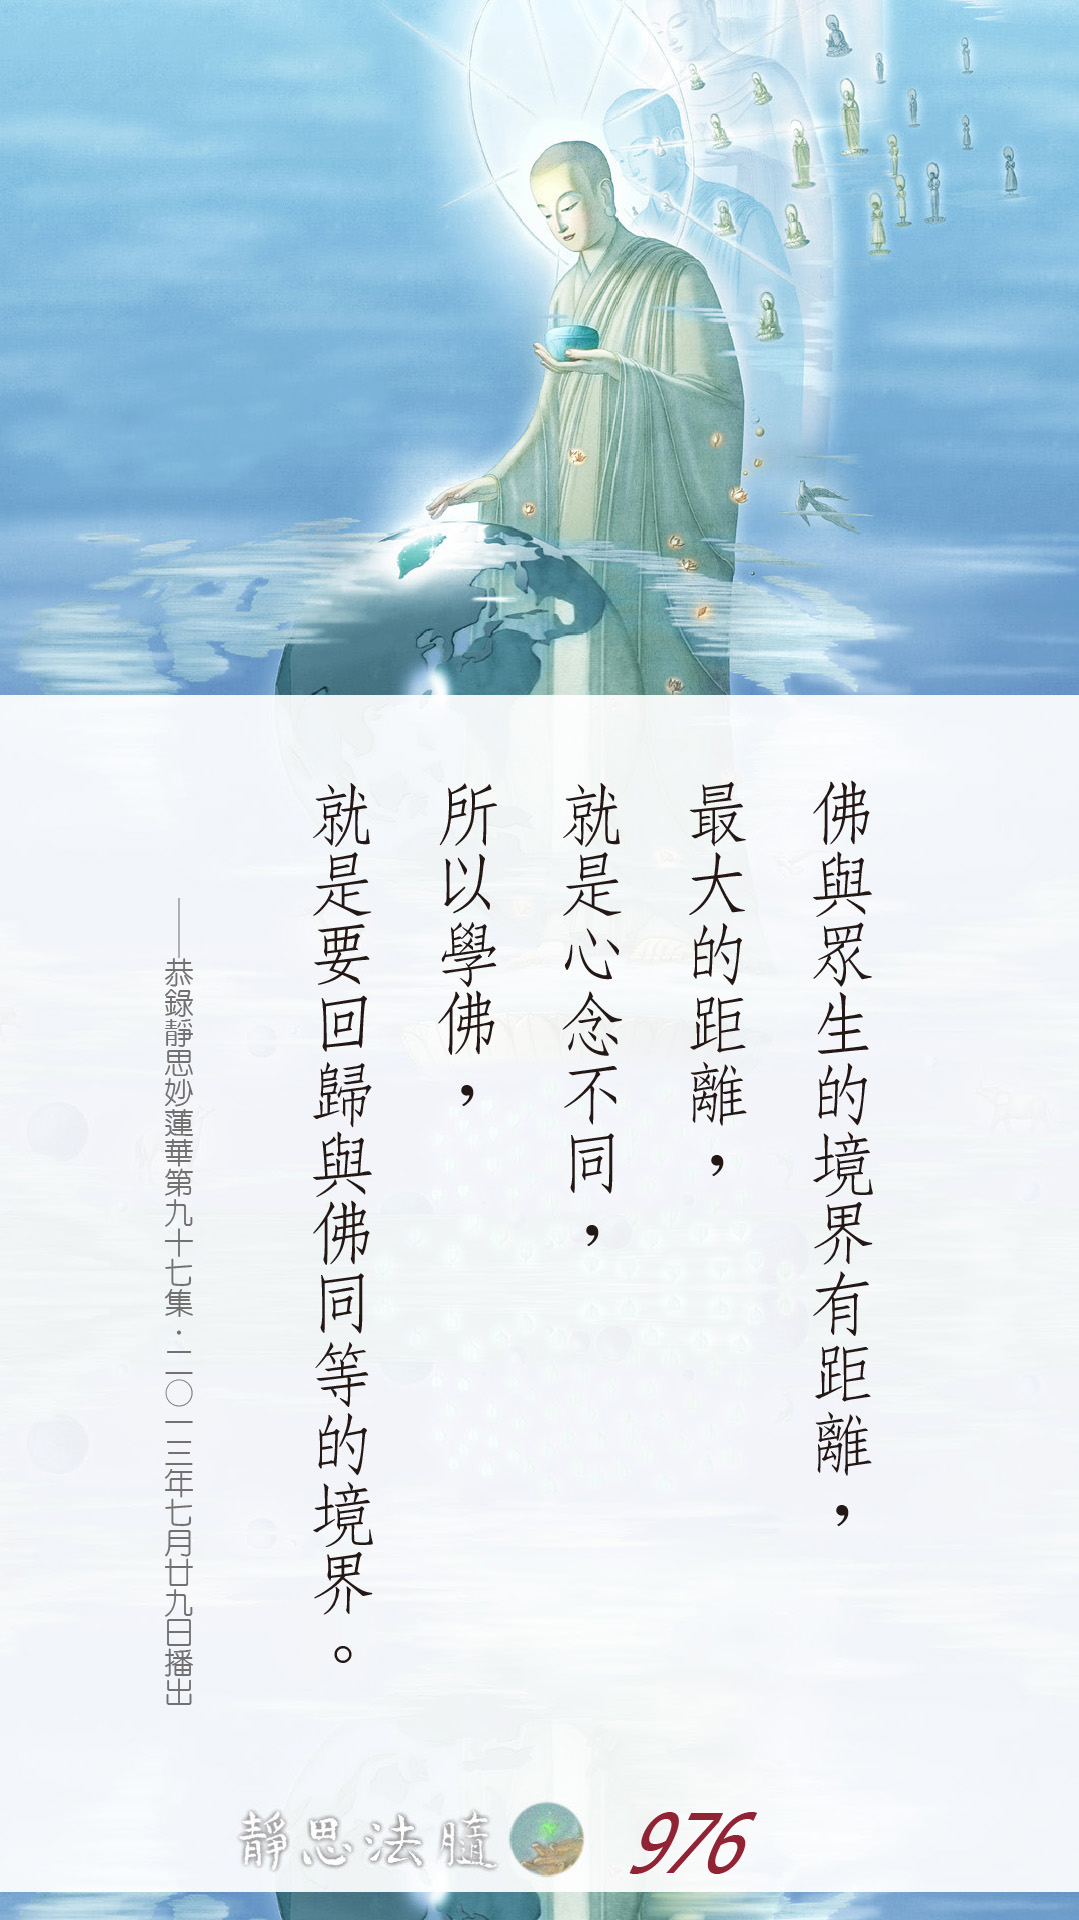 佛與眾生的境界有距離，
最大的距離，
就是心念不同，
所以學佛，
就是要回歸與佛同等的境界。
——恭錄靜思妙蓮華第九十七集·二〇一三年七月廿九日播出
靜思法髓
976